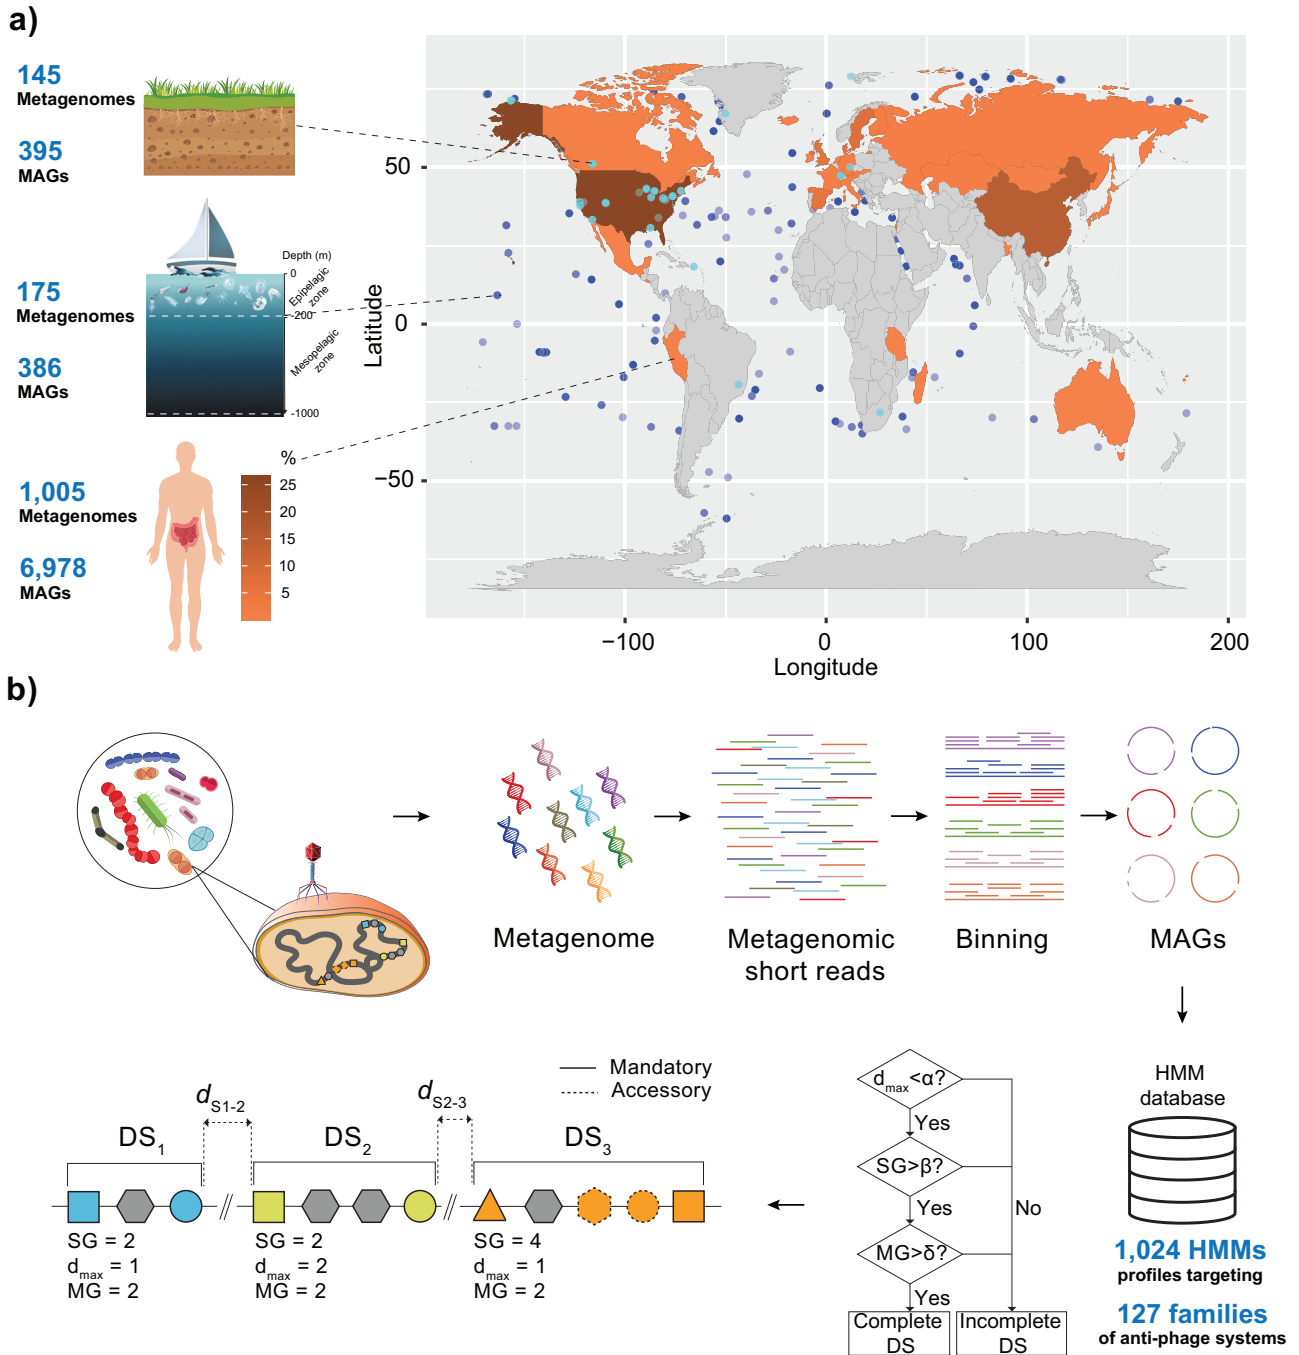 a)
145
Metagenomes
395
MAGs
175
Metagenomes
386
MAGs
1,005
Metagenomes
6,978
MAGs
Depth (m)
0
Epipelagic
zone
-200
Mesopelagic
zone
-1000
%
25
20
15
10
5
Latitude
50
0
−50
−100
0
100
200
Longitude
b)
Metagenome
Metagenomic
short reads
Binning
MAGs
HMM
database
1,024 HMMs
profiles targeting
127 families
of anti-phage systems
dmax<α?
Yes
SG>β?
Yes
No
MG>δ?
Yes
Complete
DS
Incomplete
DS
Mandatory
Accessory
dS1-2
dS2-3
DS1
DS2
DS3
SG = 2
dmax = 1
MG = 2
SG = 2
dmax = 2
MG = 2
SG = 4
dmax = 1
MG = 2